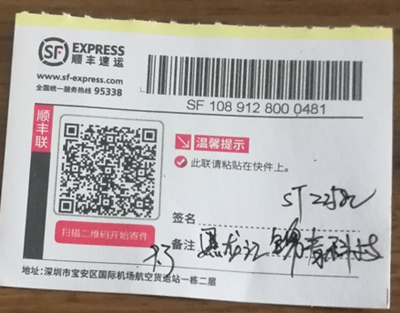 SF EXPRESS
顺丰速运
www.sf-express.com
全国统一服务热线 95338
SF 108 912 800 0481
顺丰联
温馨提示
此联请粘贴在快件上。
签名
备注 黑龙江 科技
扫描二维码开始寄件
地址:深圳市宝安区国际机场航空货运站一栋二层